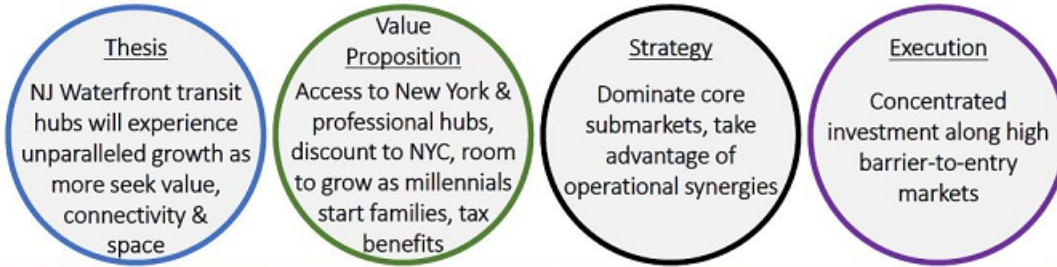 Thesis
NJ Waterfront transit
hubs will experience
unparalleled growth as
more seek value,
connectivity &
space
Value
Proposition
Access to New York &
professional hubs,
discount to NYC, room
to grow as millennials
start families, tax
benefits
Strategy
Dominate core
submarkets, take
advantage of
operational synergies
Execution
Concentrated
investment along high
barrier-to-entry
markets